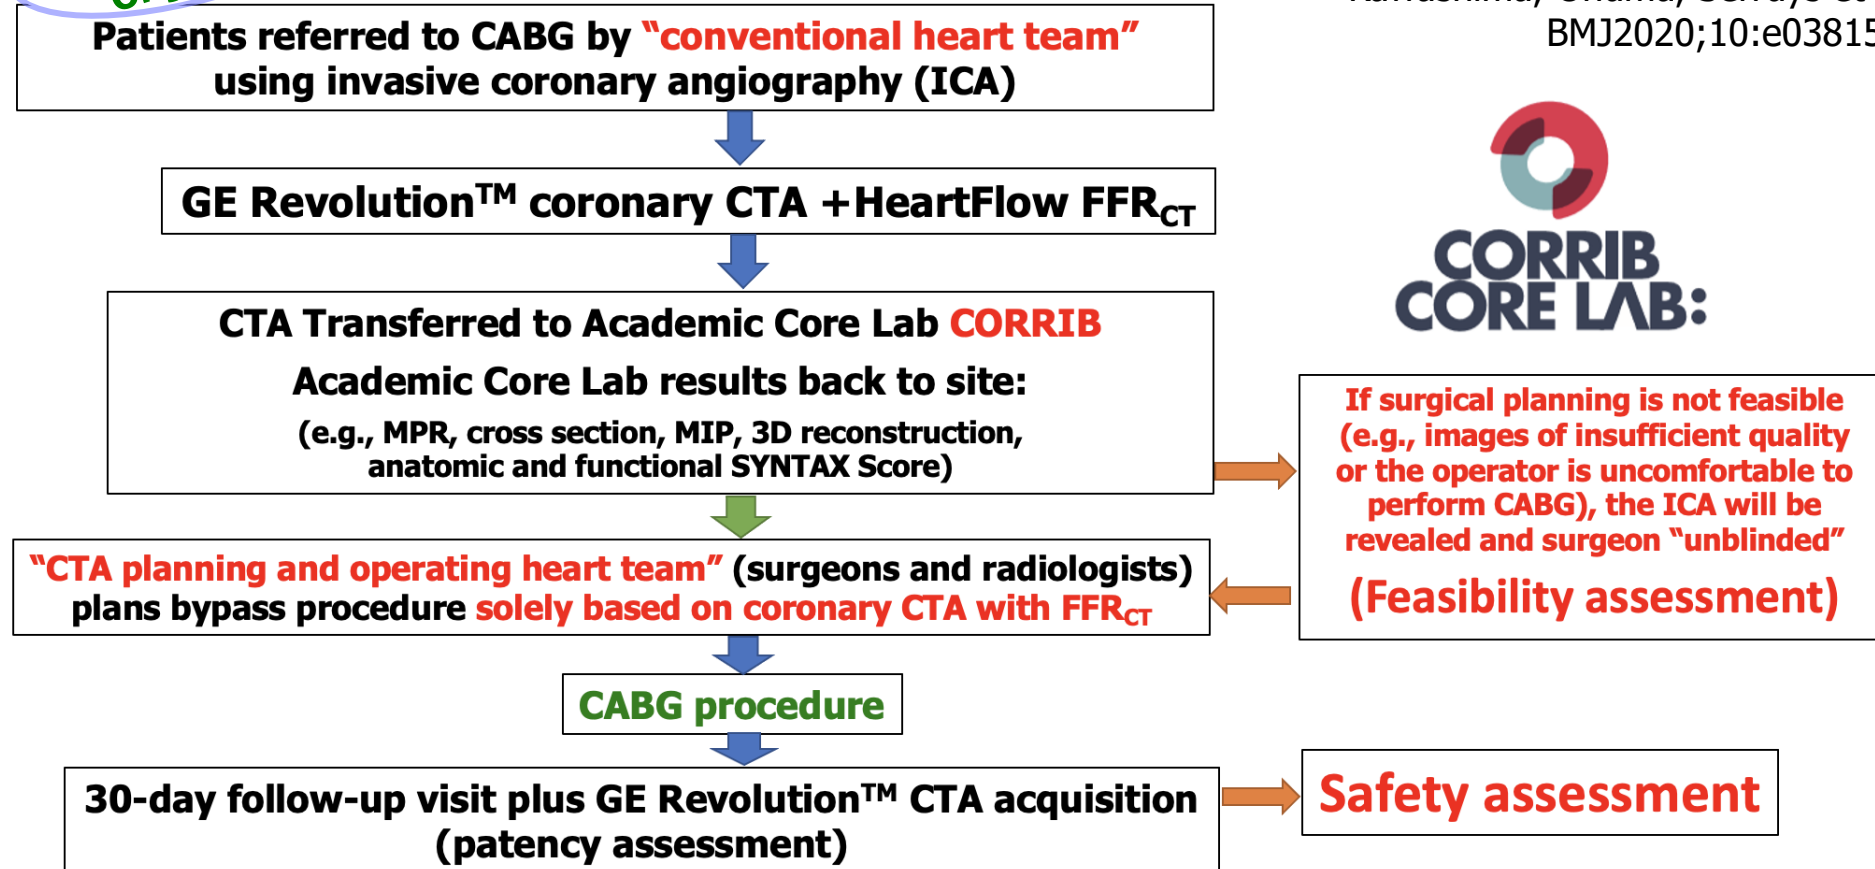 Patients referred to CABG by “conventional heart team”
using invasive coronary angiography (ICA)
BMJ2020;10:e03815
GE Revolution™ coronary CTA +HeartFlow FFRCT
CORRIB
CORE LAB:
CTA Transferred to Academic Core Lab CORRIB
Academic Core Lab results back to site:
(e.g., MPR, cross section, MIP, 3D reconstruction,
anatomic and functional SYNTAX Score)
If surgical planning is not feasible
(e.g., images of insufficient quality
or the operator is uncomfortable to
perform CABG), the ICA will be
revealed and surgeon “unblinded”
(Feasibility assessment)
“CTA planning and operating heart team” (surgeons and radiologists)
plans bypass procedure solely based on coronary CTA with FFRCT
CABG procedure
30-day follow-up visit plus GE Revolution™ CTA acquisition
(patency assessment)
Safety assessment